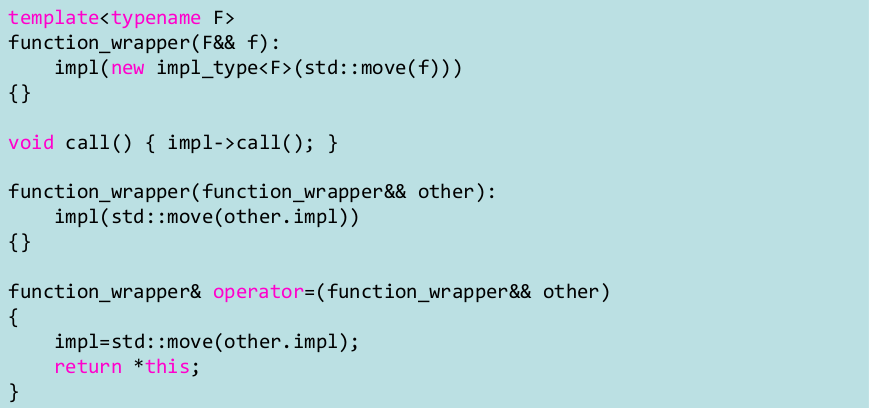 template<typename F>
function_wrapper(F&& f):
    impl(new impl_type<F>(std::move(f)))
{}

void call() { impl->call(); }

function_wrapper(function_wrapper&& other):
    impl(std::move(other.impl))
{}

function_wrapper& operator=(function_wrapper&& other)
{
    impl=std::move(other.impl);
    return *this;
}